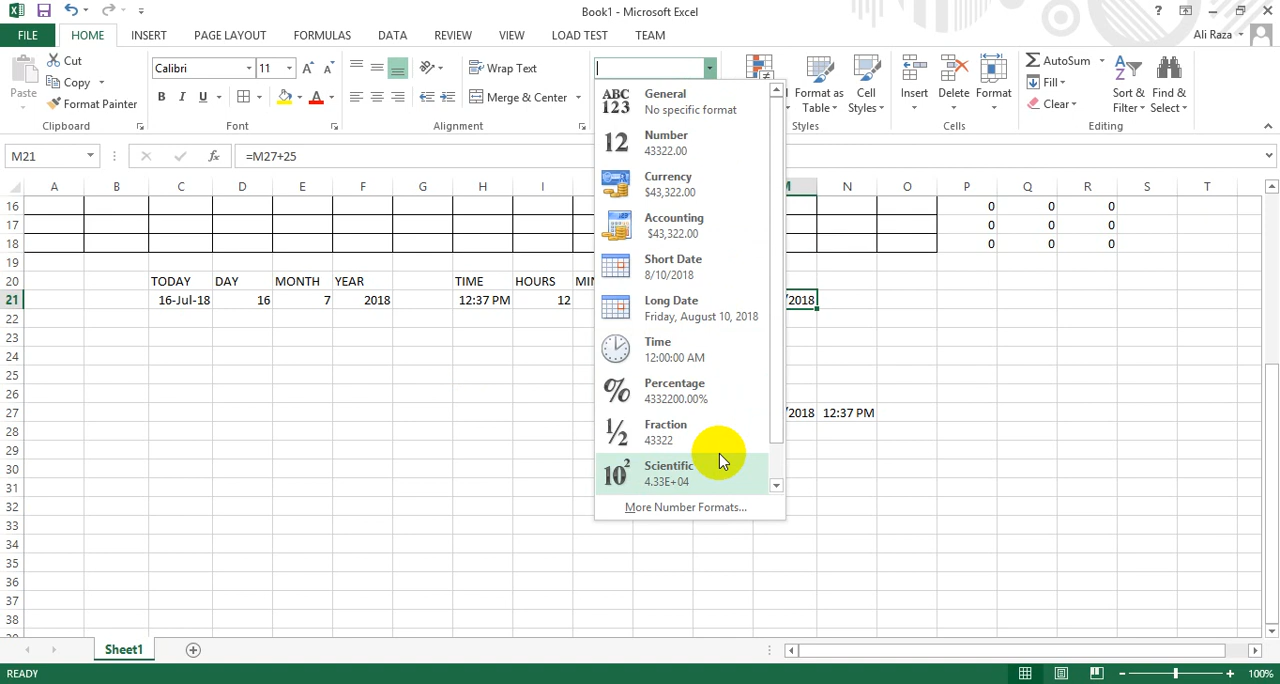 Book1 - Microsoft Excel
?
FILE HOME INSERT PAGE LAYOUT FORMULAS DATA REVIEW VIEW LOAD TEST TEAM Ali Raza
Paste
Cut
Copy
Format Painter
Clipboard
Calibri 11
B I U A
Font
Wrap Text
Merge & Center
Alignment
Format as
Table
Cell
Styles
Styles
Insert Delete Format
Cells
AutoSum
Fill
Clear
Sort &
Filter
Find &
Select
Editing
M21 fx =M27+25
A B C D E F G H I M N O P Q R S T
16 0 0 0
17 0 0 0
18 0 0 0
19
20 TODAY DAY MONTH YEAR TIME HOURS MIN
21 16-Jul-18 16 7 2018 12:37 PM 12 /2018
22
23
24
25
26
27 /2018 12:37 PM
28
29
30
31
32
33
34
35
36
37
38
ABC
123
General
No specific format
12
Number
43322.00
Currency
$43,322.00
Accounting
$43,322.00
Short Date
8/10/2018
Long Date
Friday, August 10, 2018
Time
12:00:00 AM
%
Percentage
4332200.00%
½
Fraction
43322
10²
Scientific
4.33E+04
More Number Formats...
Sheet1
READY 100%